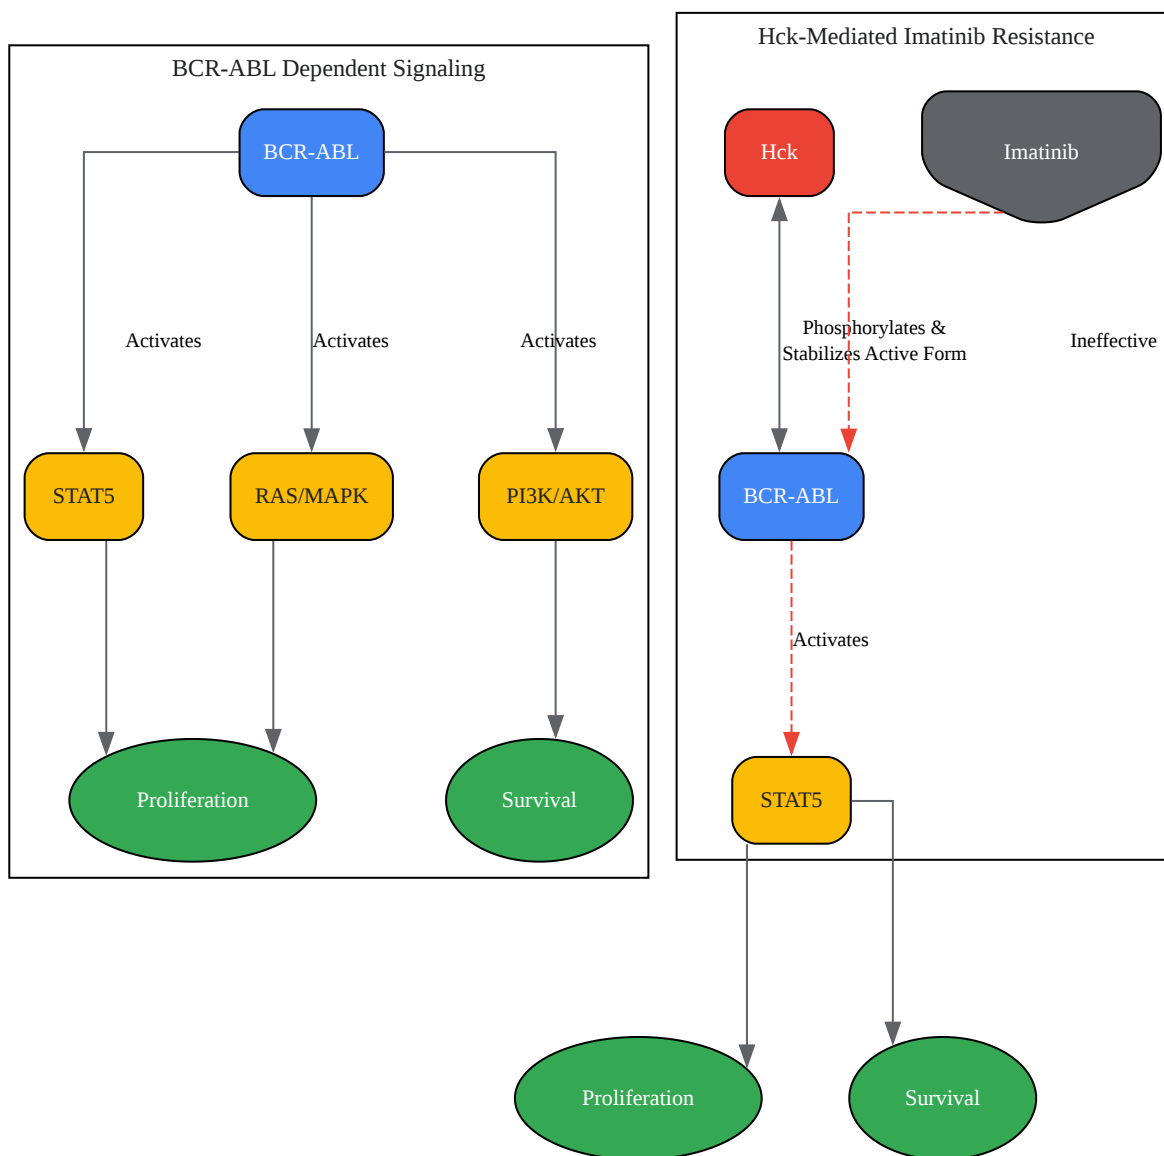 BCR-ABL Dependent Signaling
BCR-ABL
Activates
Activates
Activates
STAT5
RAS/MAPK
PI3K/AKT
Proliferation
Survival
Hck-Mediated Imatinib Resistance
Hck
Imatinib
Phosphorylates &
Stabilizes Active Form
Ineffective
BCR-ABL
Activates
STAT5
Proliferation
Survival